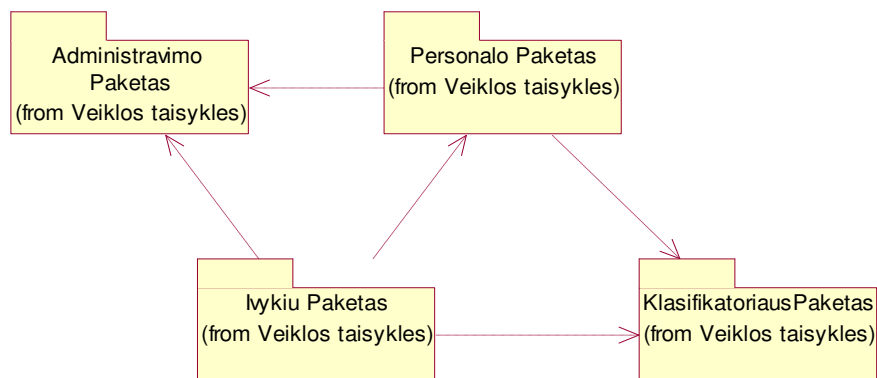 Administravimo
Paketas
(from Veiklos taisykles)
Personalo Paketas
(from Veiklos taisykles)
Ivykiu Paketas
(from Veiklos taisykles)
KlasifikatoriausPaketas
(from Veiklos taisykles)